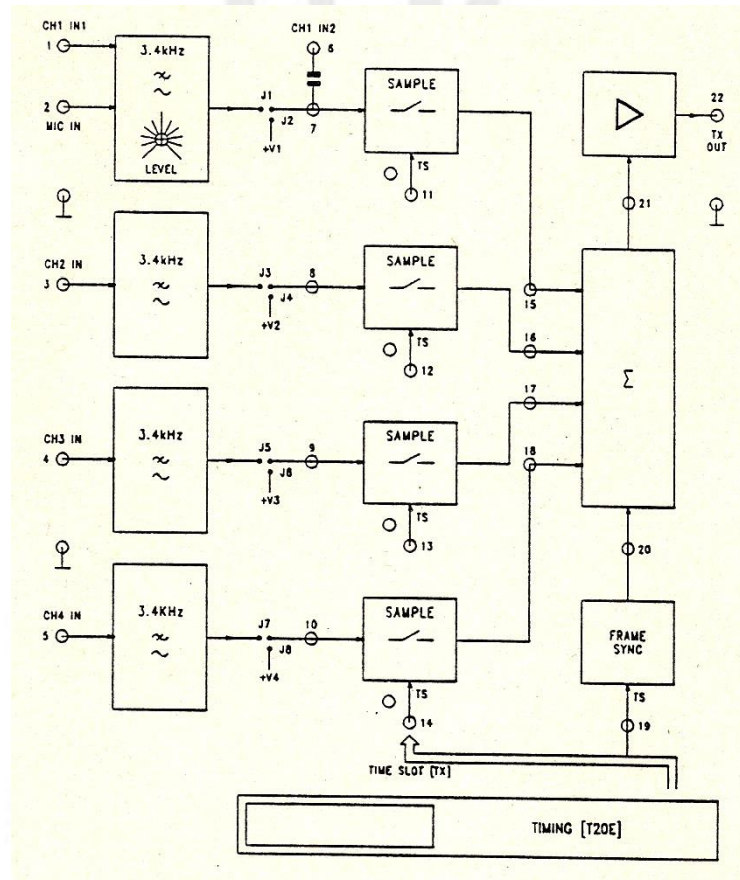 CH1 IN1
1
2
MIC IN
3.4kHz
~
~
LEVEL
J1
J2
+V1
CH1 IN2
6
7
SAMPLE
TS
11
22
TX
OUT
21
CH2 IN
3
3.4kHz
~
~
J3
J4
+V2
8
SAMPLE
TS
12
15
16
17
18
Σ
CH3 IN
4
3.4kHz
~
~
J5
J6
+V3
9
SAMPLE
TS
13
20
CH4 IN
5
3.4KHz
~
~
J7
J8
+V4
10
SAMPLE
TS
14
FRAME
SYNC
TS
19
TIME SLOT [TX]
TIMING [T20E]